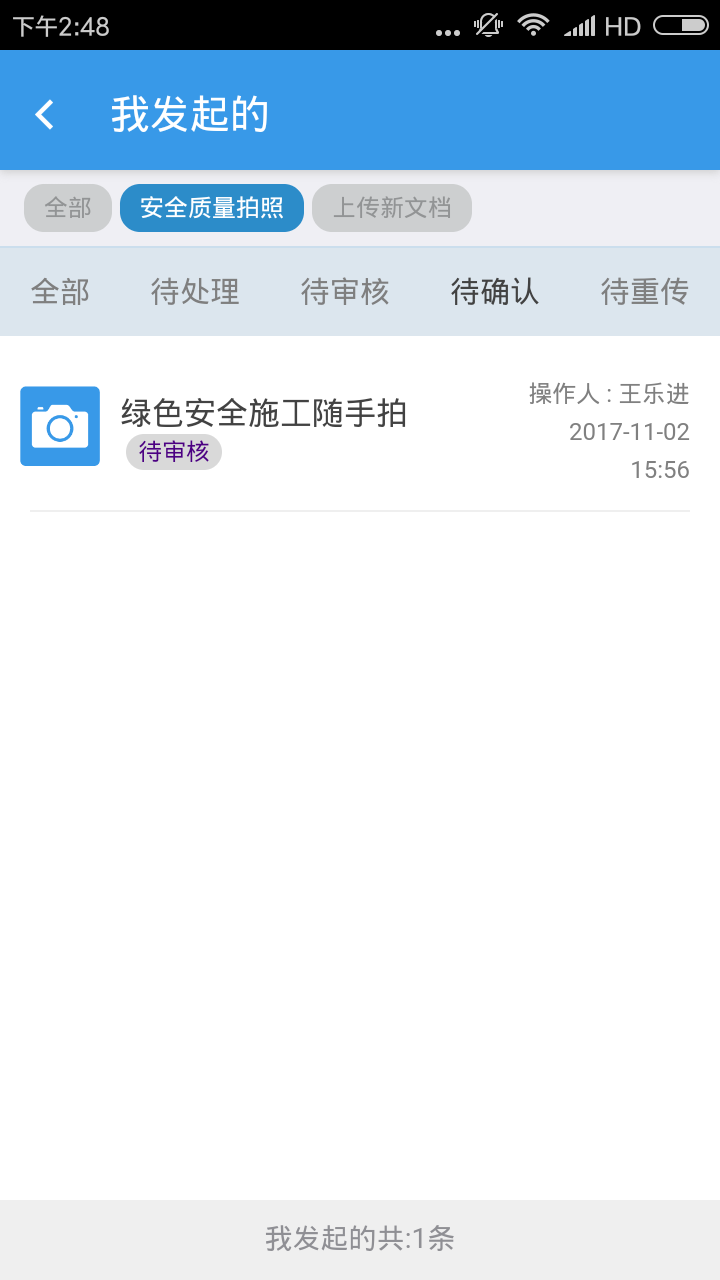 下午2:48
HD
我发起的
全部 安全质量拍照 上传新文档
全部 待处理 待审核 待确认 待重传
绿色安全施工随手拍
待审核
操作人 : 王乐进
2017-11-02
15:56
我发起的共:1条